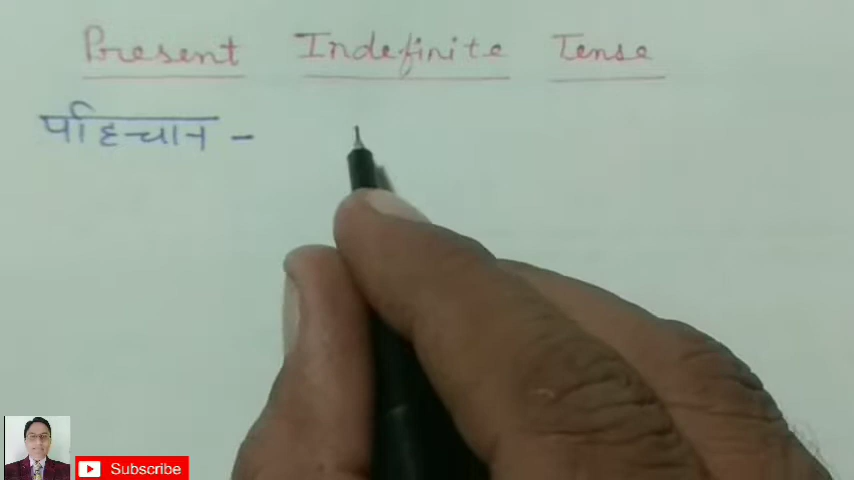 Present Indefinite Tense
पहिचान -
Subscribe